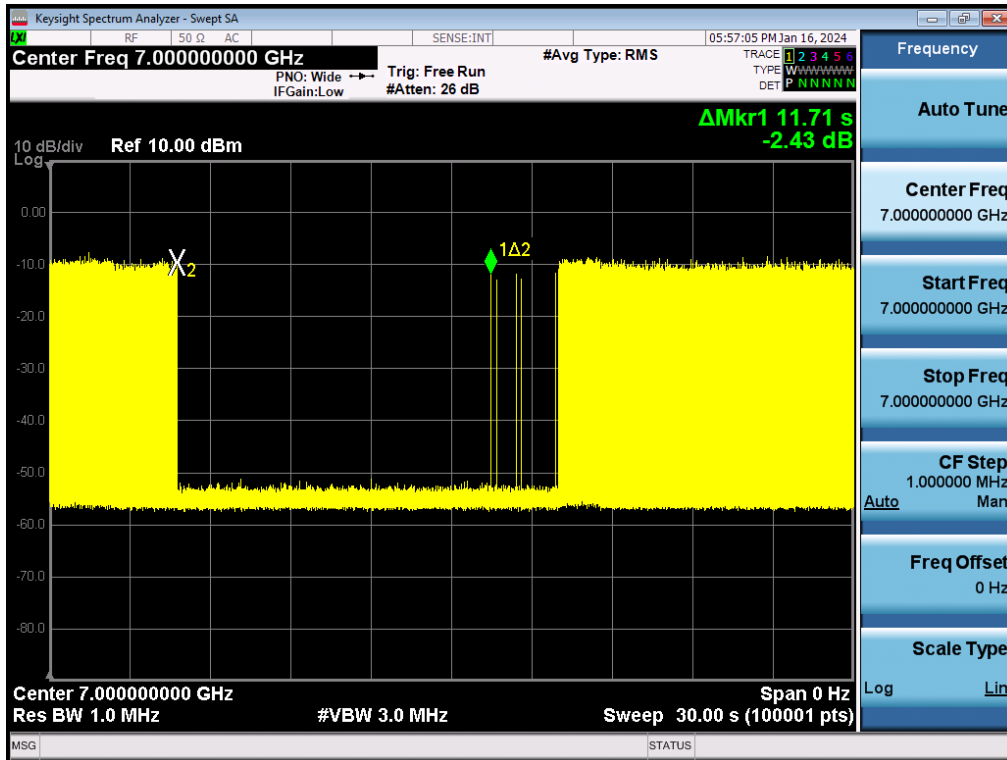 Keysight Spectrum Analyzer - Swept SA
LXI
RF
50 Ω
AC
SENSE:INT
05:57:05 PM Jan 16, 2024
Center Freq 7.000000000 GHz
PNO: Wide
IFGain:Low
Trig: Free Run
#Atten: 26 dB
#Avg Type: RMS
TRACE 1 2 3 4 5 6
TYPE WWWWWW
DET P N N N N N
ΔMkr1 11.71 s
-2.43 dB
10 dB/div
Log
Ref 10.00 dBm
0.00
-10.0
-20.0
-30.0
-40.0
-50.0
-60.0
-70.0
-80.0
X2
1Δ2
Center 7.000000000 GHz
Span 0 Hz
Res BW 1.0 MHz
#VBW 3.0 MHz
Sweep 30.00 s (100001 pts)
MSG
STATUS
Frequency
Auto Tune
Center Freq
7.000000000 GHz
Start Freq
7.000000000 GHz
Stop Freq
7.000000000 GHz
CF Step
1.000000 MHz
Auto
Man
Freq Offset
0 Hz
Scale Type
Log
Lin